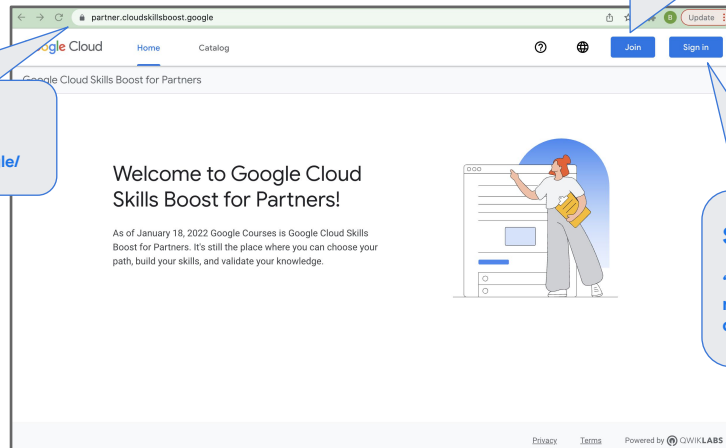 partner.cloudskillsboost.google
B
Update
Cloud
Home
Catalog
Join
Sign in
Google Cloud Skills Boost for Partners
le/
Welcome to Google Cloud
Skills Boost for Partners!
As of January 18, 2022 Google Courses is Google Cloud Skills
Boost for Partners. It's still the place where you can choose your
path, build your skills, and validate your knowledge.
Privacy
Terms
Powered by QWIKLABS